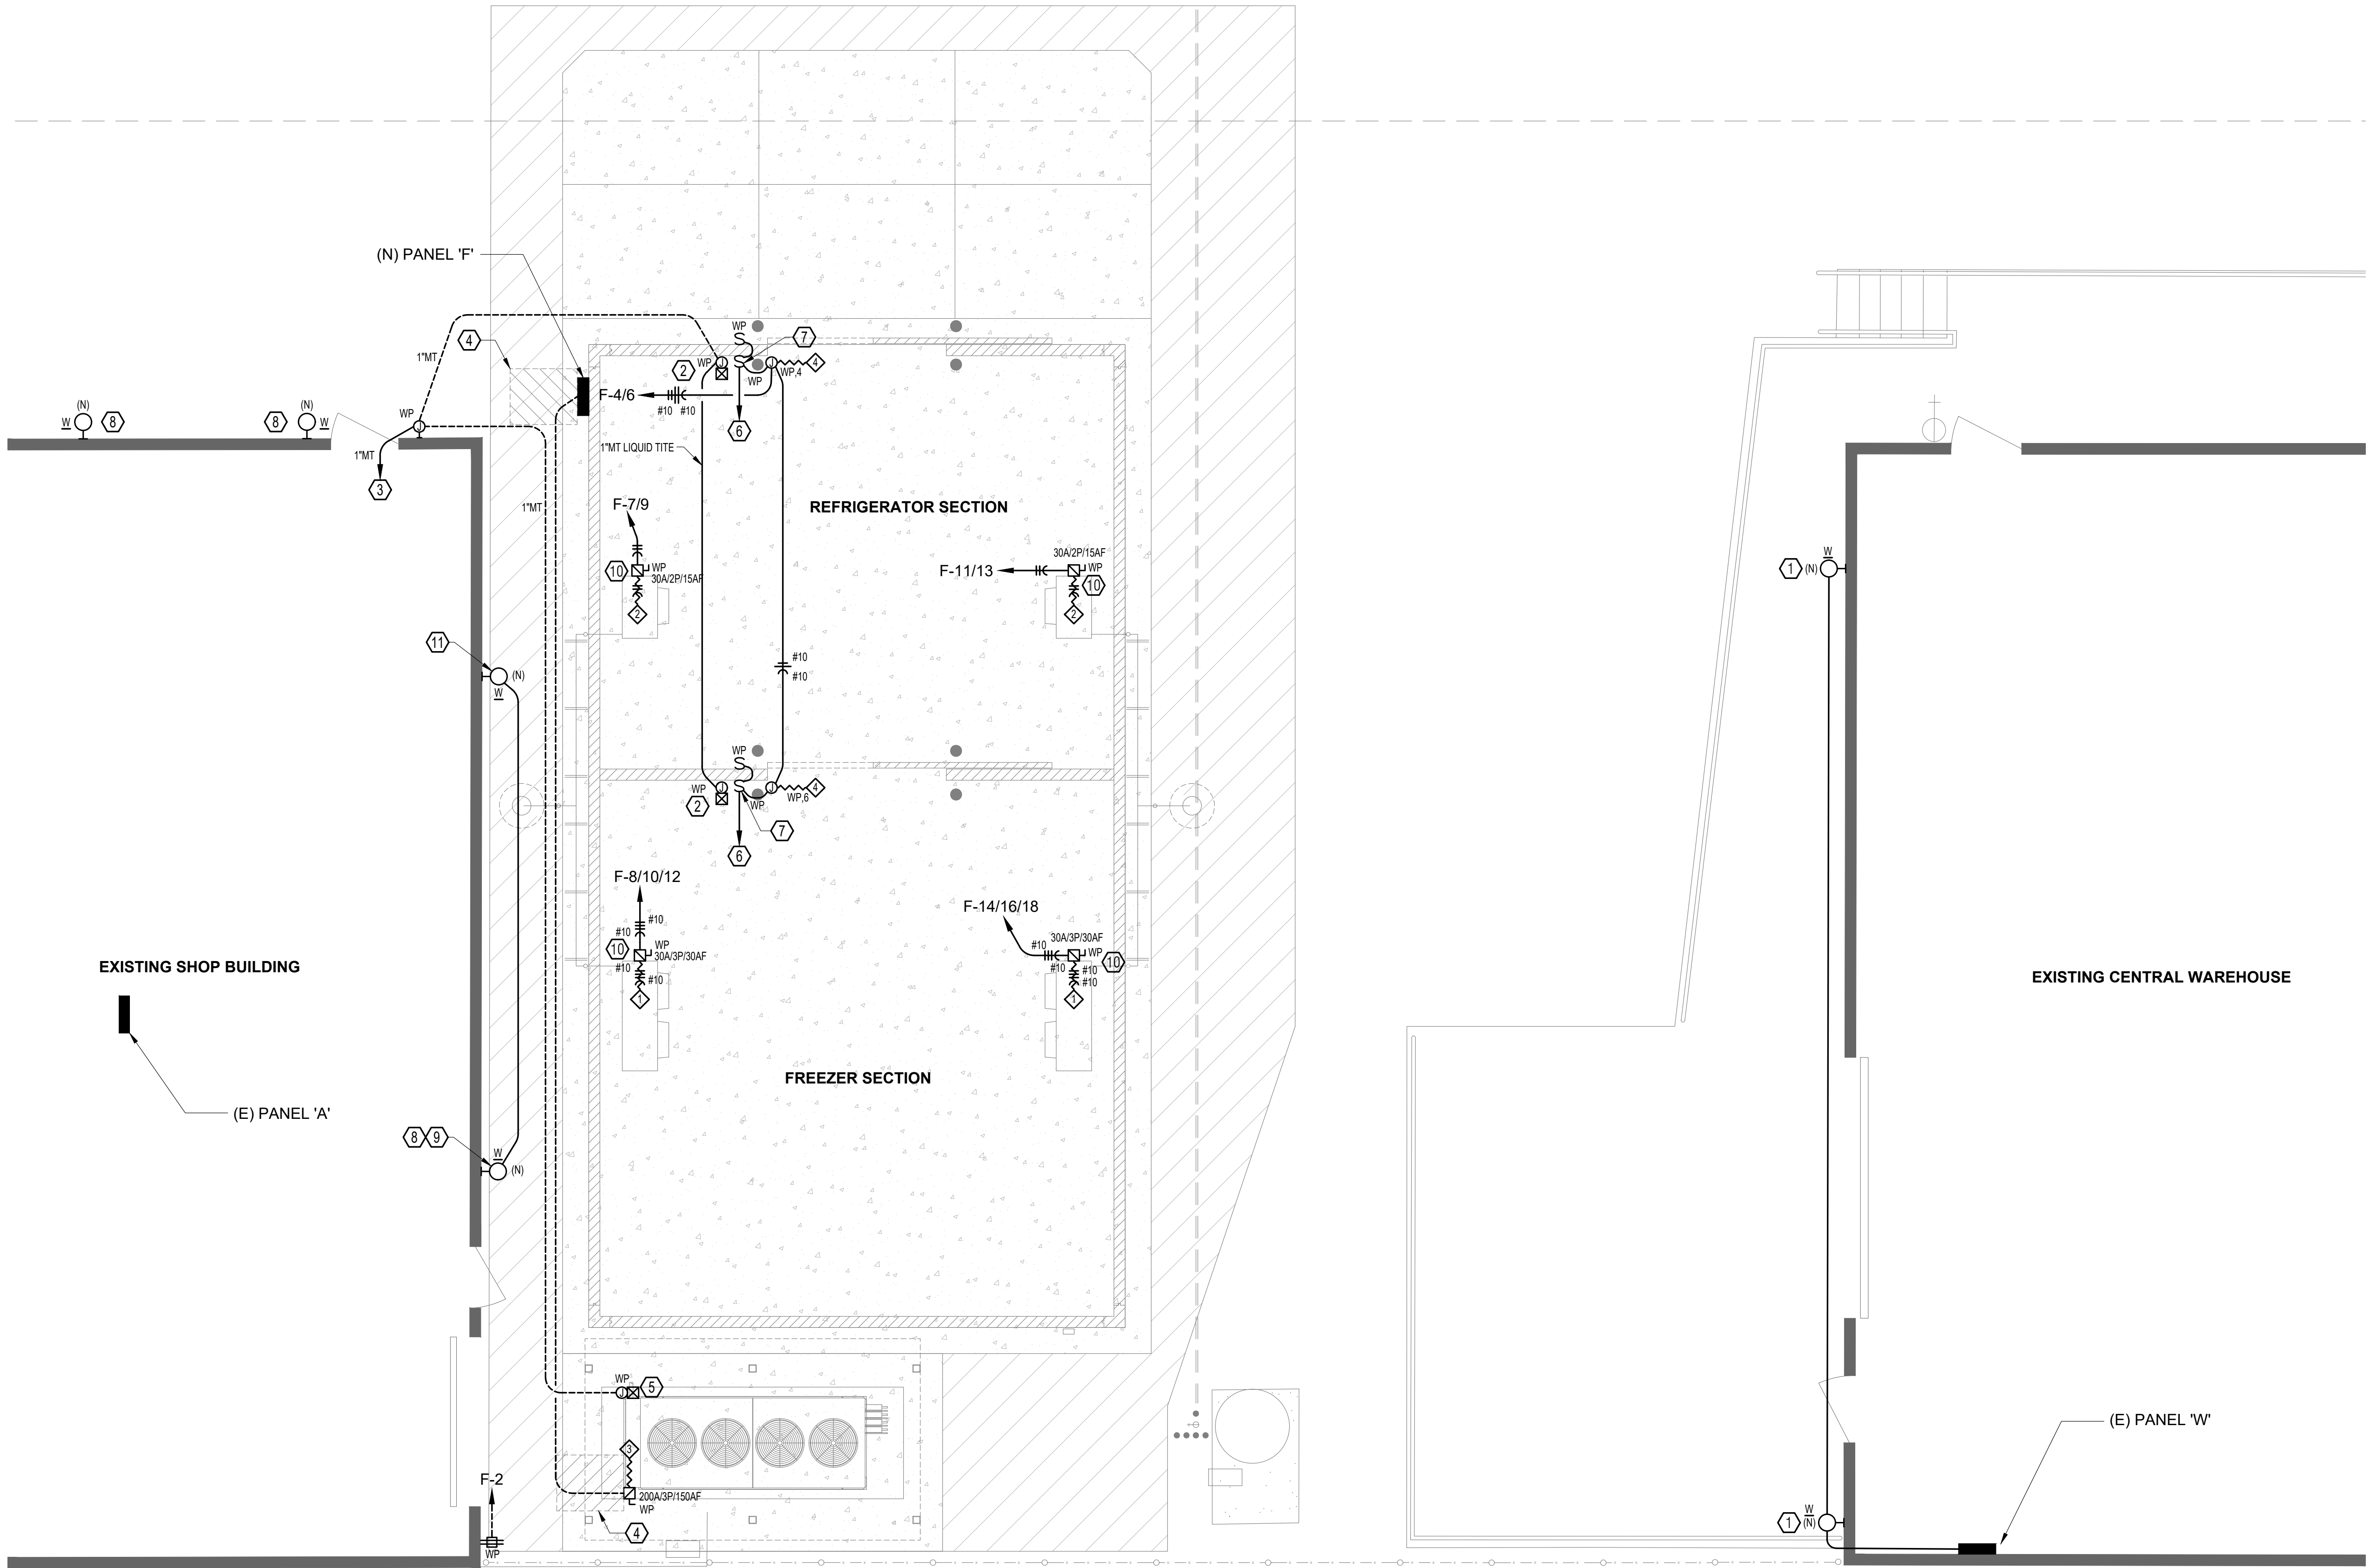 (N) PANEL 'F'
4
1"MT
WP
7
2
WP
J
J
4
WP,4
WP
F-4/6
#10 #10
6
(N)
W
8
8
(N)
W
WP
J
1"MT
3
1"MT LIQUID TITE
1"MT
F-7/9
REFRIGERATOR SECTION
10
WP
30A/2P/15AF
2
F-11/13
30A/2P/15AF
WP
10
2
1
(N)
W
11
(N)
W
#10
#10
WP
WP
J
J
4
WP,6
2
WP
7
6
F-8/10/12
#10
#10
10
WP
30A/3P/30AF
#10
#10
1
F-14/16/18
#10
30A/3P/30AF
WP
10
#10
#10
#10
1
EXISTING SHOP BUILDING
EXISTING CENTRAL WAREHOUSE
FREEZER SECTION
(E) PANEL 'A'
8
9
W
(N)
WP
J
5
3
200A/3P/150AF
WP
4
F-2
WP
(E) PANEL 'W'
1
W
(N)